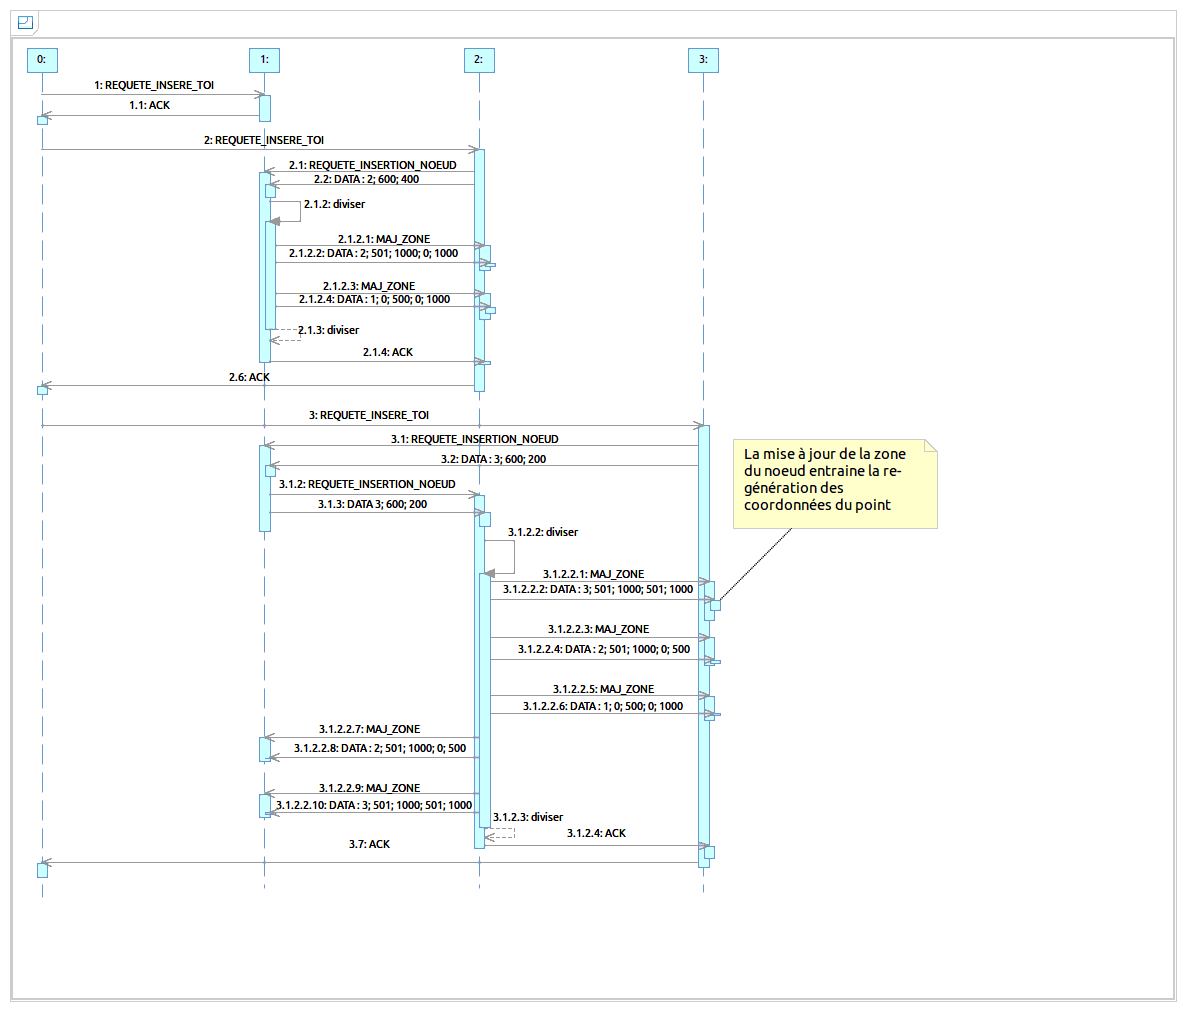 0:
1:
2:
3:
1: REQUETE_INSERE_TOI
1.1: ACK
2: REQUETE_INSERE_TOI
2.1: REQUETE_INSERTION_NOEUD
2.2: DATA : 2; 600; 400
2.1.2: diviser
2.1.2.1: MAJ_ZONE
2.1.2.2: DATA : 2; 501; 1000; 0; 1000
2.1.2.3: MAJ_ZONE
2.1.2.4: DATA : 1; 0; 500; 0; 1000
2.1.3: diviser
2.1.4: ACK
2.6: ACK
3: REQUETE_INSERE_TOI
3.1: REQUETE_INSERTION_NOEUD
3.2: DATA : 3; 600; 200
La mise à jour de la zone
du noeud entraine la re-
génération des
coordonnées du point
3.1.2: REQUETE_INSERTION_NOEUD
3.1.3: DATA 3; 600; 200
3.1.2.2: diviser
3.1.2.2.1: MAJ_ZONE
3.1.2.2.2: DATA : 3; 501; 1000; 501; 1000
3.1.2.2.3: MAJ_ZONE
3.1.2.2.4: DATA : 2; 501; 1000; 0; 500
3.1.2.2.5: MAJ_ZONE
3.1.2.2.6: DATA : 1; 0; 500; 0; 1000
3.1.2.2.7: MAJ_ZONE
3.1.2.2.8: DATA : 2; 501; 1000; 0; 500
3.1.2.2.9: MAJ_ZONE
3.1.2.2.10: DATA : 3; 501; 1000; 501; 1000
3.1.2.3: diviser
3.1.2.4: ACK
3.7: ACK